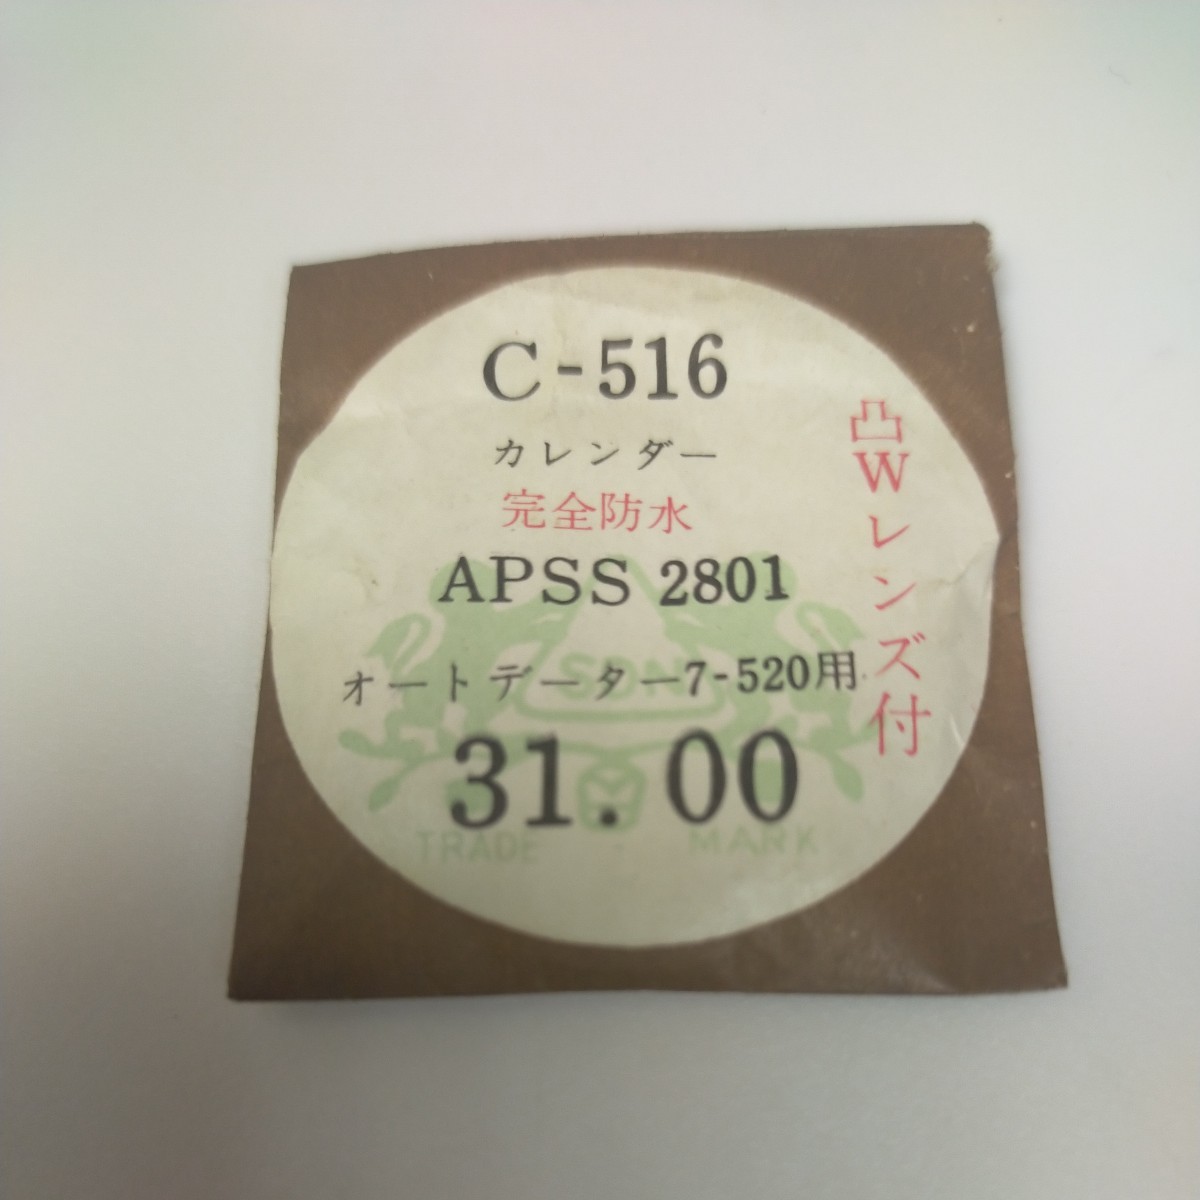 C-516
カレンダー
完全防水
APSS 2801
オートデーター7-520用
31.00
凸Wレンズ付
SDN
M
TRADE MARK